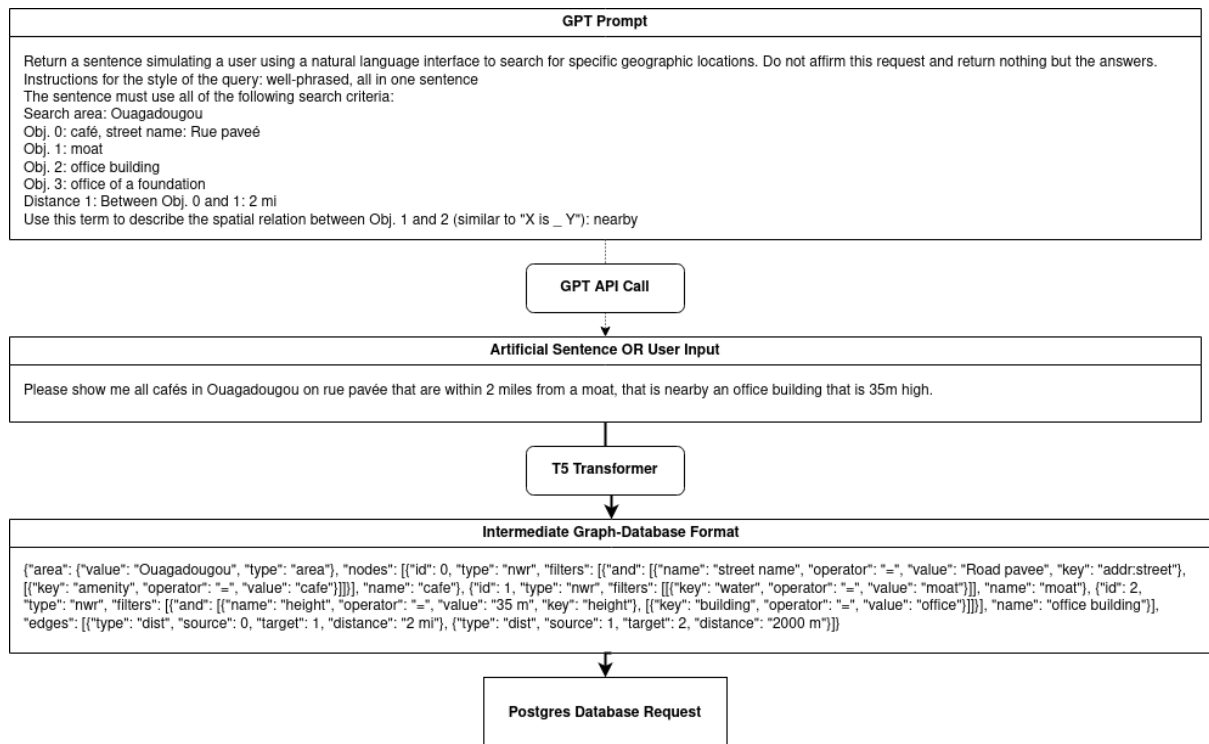 GPT Prompt
Return a sentence simulating a user using a natural language interface to search for specific geographic locations. Do not affirm this request and return nothing but the answers.
Instructions for the style of the query: well-phrased, all in one sentence
The sentence must use all of the following search criteria:
Search area: Ouagadougou
Obj. 0: café, street name: Rue paveé
Obj. 1: moat
Obj. 2: office building
Obj. 3: office of a foundation
Distance 1: Between Obj. 0 and 1: 2 mi
Use this term to describe the spatial relation between Obj. 1 and 2 (similar to "X is _ Y"): nearby
GPT API Call
Artificial Sentence OR User Input
Please show me all cafés in Ouagadougou on rue pavée that are within 2 miles from a moat, that is nearby an office building that is 35m high.
T5 Transformer
Intermediate Graph-Database Format
{"area": {"value": "Ouagadougou", "type": "area"}, "nodes": [{"id": 0, "type": "nwr", "filters": [{"and": [{"name": "street name", "operator": "=", "value": "Road pavee", "key": "addr:street"},
[{"key": "amenity", "operator": "=", "value": "cafe"}]]}], "name": "cafe"}, {"id": 1, "type": "nwr", "filters": [[{"key": "water", "operator": "=", "value": "moat"}]], "name": "moat"}, {"id": 2,
"type": "nwr", "filters": [{"and": [{"name": "height", "operator": "=", "value": "35 m", "key": "height"}, [{"key": "building", "operator": "=", "value": "office"}]]}], "name": "office building"}],
"edges": [{"type": "dist", "source": 0, "target": 1, "distance": "2 mi"}, {"type": "dist", "source": 1, "target": 2, "distance": "2000 m"}]}
Postgres Database Request